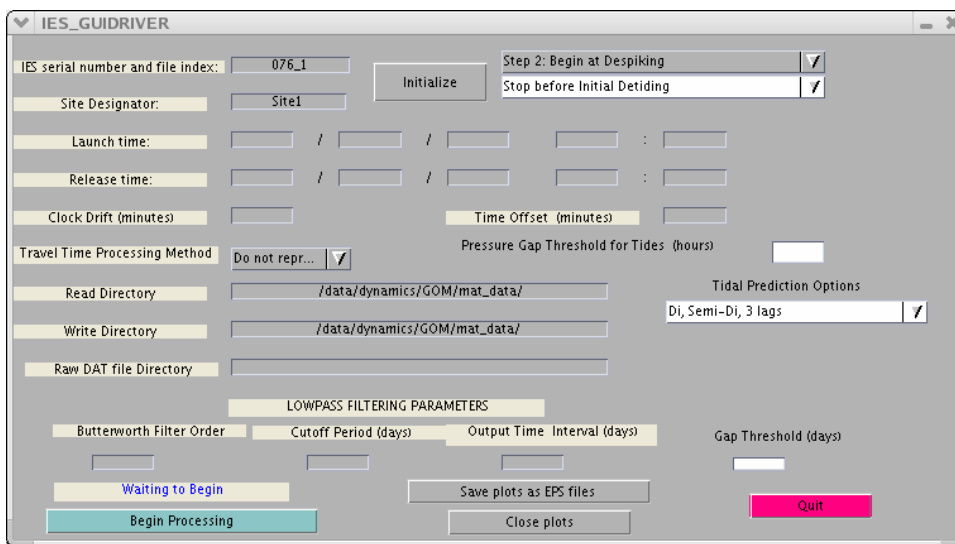 IES_GUIDRIVER
IES serial number and file index: 076_1
Initialize
Step 2: Begin at Despiking
Stop before Initial Detiding
Site Designator: Site1
Launch time: / / :
Release time: / / :
Clock Drift (minutes)
Time Offset (minutes)
Travel Time Processing Method
Do not repr...
Pressure Gap Threshold for Tides (hours)
Read Directory /data/dynamics/GOM/mat_data/
Tidal Prediction Options
Di, Semi-Di, 3 lags
Write Directory /data/dynamics/GOM/mat_data/
Raw DAT file Directory
LOWPASS FILTERING PARAMETERS
Butterworth Filter Order
Cutoff Period (days)
Output Time Interval (days)
Gap Threshold (days)
Waiting to Begin
Save plots as EPS files
Quit
Begin Processing
Close plots